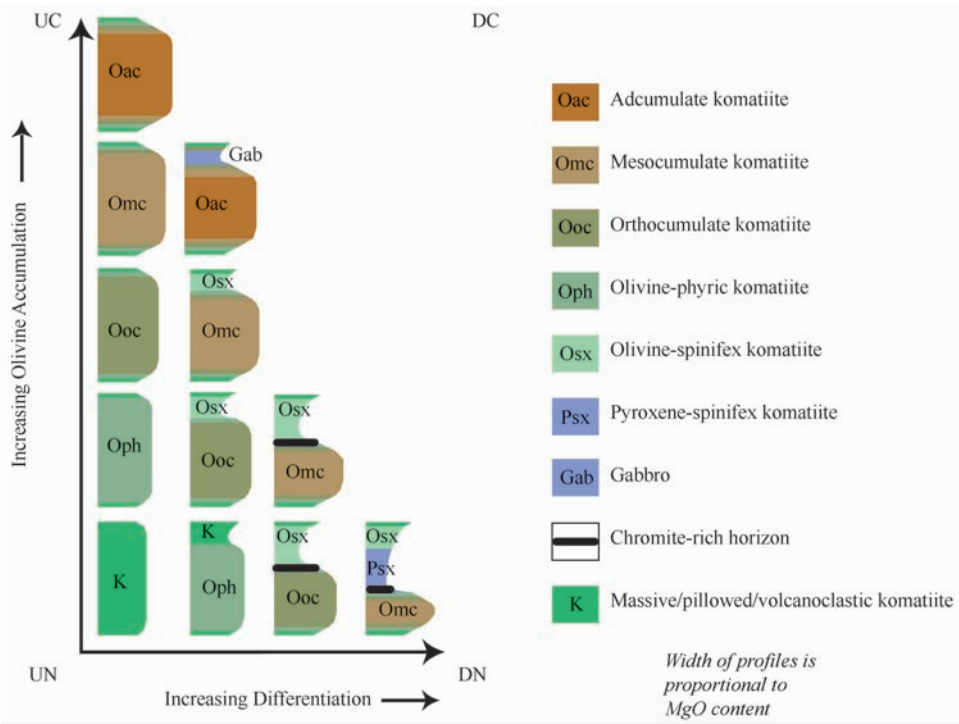 UC
DC
Oac
Gab
Omc
Oac
Osx
Ooc
Omc
Osx
Osx
Oph
Ooc
Omc
K
Osx
Osx
K
Psx
Oph
Ooc
Omc
UN
DN
Increasing Olivine Accumulation
Increasing Differentiation
Oac Adcumulate komatiite
Omc Mesocumulate komatiite
Ooc Orthocumulate komatiite
Oph Olivine-phyric komatiite
Osx Olivine-spinifex komatiite
Psx Pyroxene-spinifex komatiite
Gab Gabbro
Chromite-rich horizon
K Massive/pillowed/volcanoclastic komatiite
Width of profiles is
proportional to
MgO content